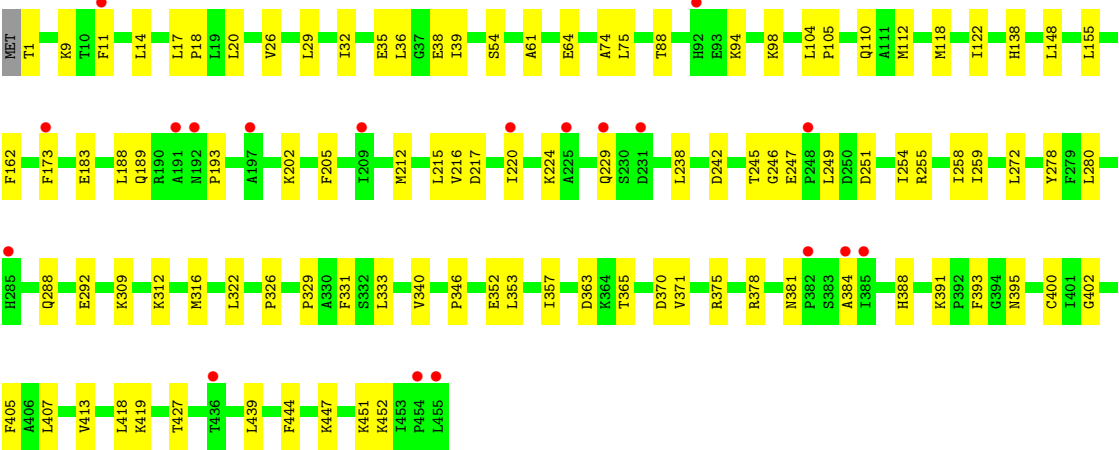 MET T1 K9 T10 F11 L14 L17 P18 L19 L20 V26 L29 I32 E35 L36 G37 E38 I39 S54 A61 E64 A74 L75 T88 H92 E93 K94 K98 L104 P105 Q110 A111 M112 M118 I122 H138 L148 L155
F162 F173 E183 L188 Q189 R190 A191 N192 P193 A197 K202 F205 I209 M212 L215 V216 D217 I220 K224 A225 Q229 S230 D231 L238 D242 T245 G246 E247 P248 L249 D250 D251 I254 R255 I258 I259 L272 Y278 F279 L280
H285 Q288 E292 K309 K312 M316 L322 P326 P329 A330 F331 S332 L333 V340 P346 E352 L353 I357 D363 K364 T365 D370 V371 R375 R378 N381 P382 S383 A384 I385 H388 K391 P392 F393 G394 N395 C400 I401 G402
F405 A406 L407 V413 L418 K419 T427 T436 L439 F444 K447 K451 K452 I453 P454 L455